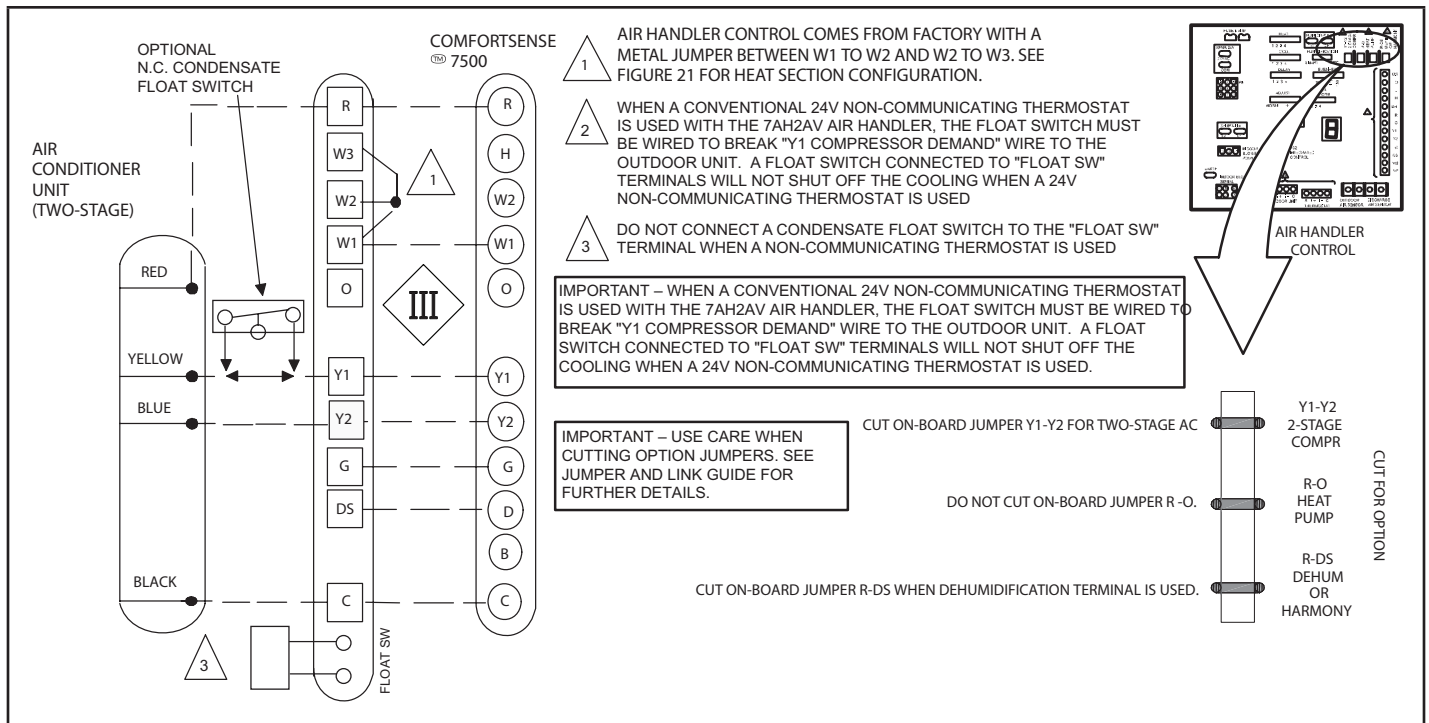 OPTIONAL
N.C. CONDENSATE
FLOAT SWITCH
AIR
CONDITIONER
UNIT
(TWO-STAGE)
RED
YELLOW
BLUE
BLACK
3
R
W3
W2
W1
O
Y1
Y2
G
DS
C
FLOAT SW
1
III
COMFORTSENSE
™ 7500
R
H
W2
W1
O
Y1
Y2
G
D
B
C
1
AIR HANDLER CONTROL COMES FROM FACTORY WITH A
METAL JUMPER BETWEEN W1 TO W2 AND W2 TO W3. SEE
FIGURE 21 FOR HEAT SECTION CONFIGURATION.
2
WHEN A CONVENTIONAL 24V NON-COMMUNICATING THERMOSTAT
IS USED WITH THE 7AH2AV AIR HANDLER, THE FLOAT SWITCH MUST
BE WIRED TO BREAK "Y1 COMPRESSOR DEMAND" WIRE TO THE
OUTDOOR UNIT. A FLOAT SWITCH CONNECTED TO "FLOAT SW"
TERMINALS WILL NOT SHUT OFF THE COOLING WHEN A 24V
NON-COMMUNICATING THERMOSTAT IS USED
3
DO NOT CONNECT A CONDENSATE FLOAT SWITCH TO THE "FLOAT SW"
TERMINAL WHEN A NON-COMMUNICATING THERMOSTAT IS USED
IMPORTANT – WHEN A CONVENTIONAL 24V NON-COMMUNICATING THERMOSTAT
IS USED WITH THE 7AH2AV AIR HANDLER, THE FLOAT SWITCH MUST BE WIRED TO
BREAK "Y1 COMPRESSOR DEMAND" WIRE TO THE OUTDOOR UNIT. A FLOAT
SWITCH CONNECTED TO "FLOAT SW" TERMINALS WILL NOT SHUT OFF THE
COOLING WHEN A 24V NON-COMMUNICATING THERMOSTAT IS USED.
IMPORTANT – USE CARE WHEN
CUTTING OPTION JUMPERS. SEE
JUMPER AND LINK GUIDE FOR
FURTHER DETAILS.
AIR HANDLER
CONTROL
CUT ON-BOARD JUMPER Y1-Y2 FOR TWO-STAGE AC
Y1-Y2
2-STAGE
COMPR
DO NOT CUT ON-BOARD JUMPER R -O.
R-O
HEAT
PUMP
CUT ON-BOARD JUMPER R-DS WHEN DEHUMIDIFICATION TERMINAL IS USED.
R-DS
DEHUM
OR
HARMONY
CUT FOR OPTION